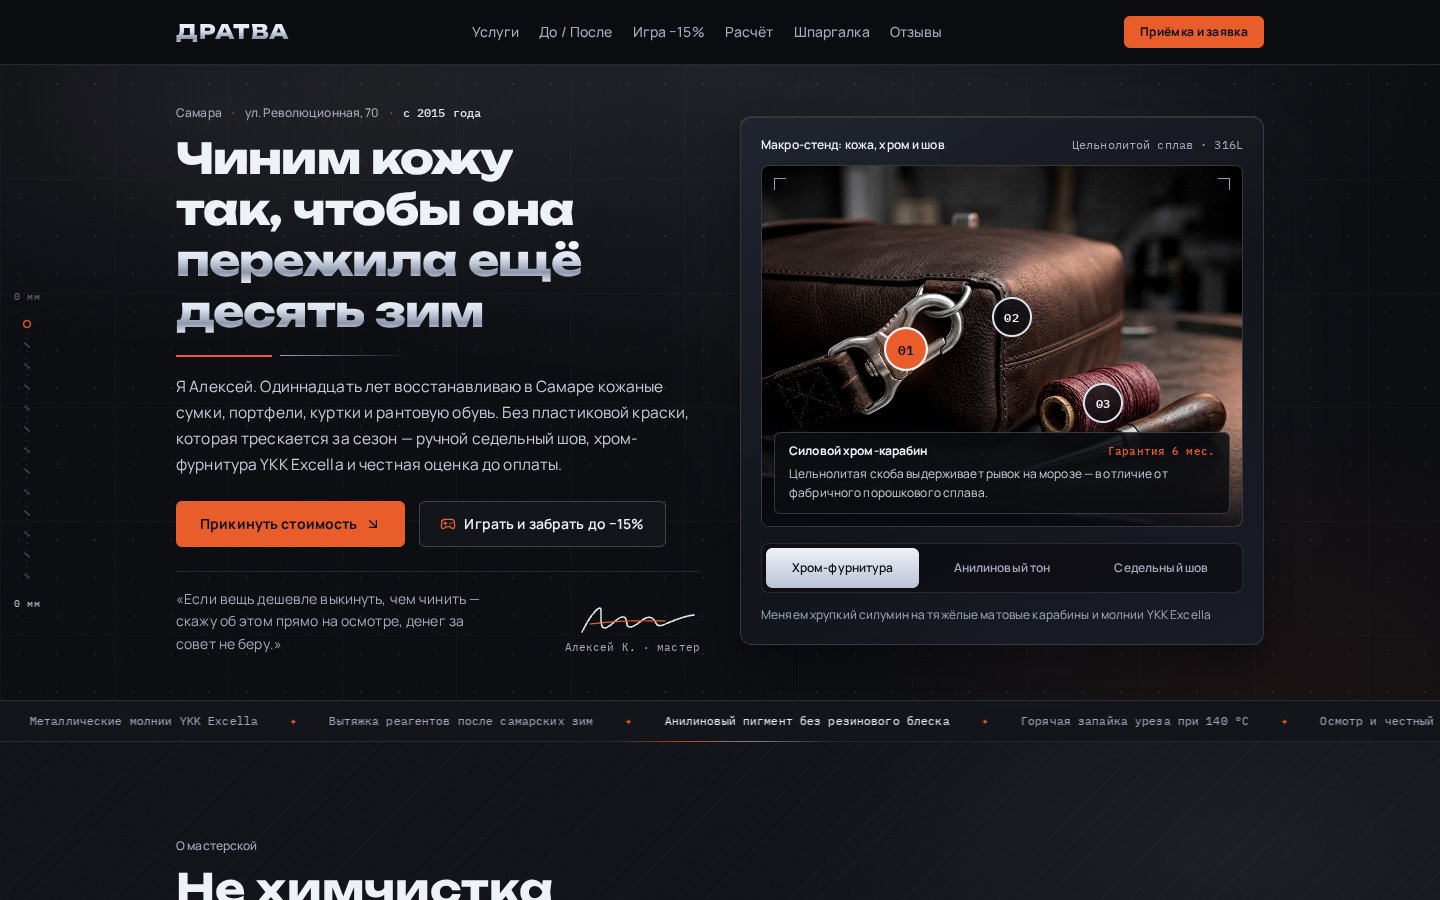 ДРАТВА
Услуги
До / После
Игра −15%
Расчёт
Шпаргалка
Отзывы
Приёмка и заявка
Самара · ул. Революционная, 70 · с 2015 года
Чиним кожу
так, чтобы она
пережила ещё
десять зим
Я Алексей. Одиннадцать лет восстанавливаю в Самаре кожаные
сумки, портфели, куртки и рантовую обувь. Без пластиковой краски,
которая трескается за сезон — ручной седельный шов, хром-
фурнитура YKK Excella и честная оценка до оплаты.
Прикинуть стоимость
Играть и забрать до −15%
«Если вещь дешевле выкинуть, чем чинить —
скажу об этом прямо на осмотре, денег за
совет не беру.»
Алексей К. · мастер
0 мм
0 мм
Макро-стенд: кожа, хром и шов
Цельнолитой сплав · 316L
01
02
03
Силовой хром-карабин
Гарантия 6 мес.
Цельнолитая скоба выдерживает рывок на морозе — в отличие от
фабричного порошкового сплава.
Хром-фурнитура
Анилиновый тон
Седельный шов
Меняем хрупкий силумин на тяжёлые матовые карабины и молнии YKK Excella
Металлические молнии YKK Excella ✦ Вытяжка реагентов после самарских зим ✦ Анилиновый пигмент без резинового блеска ✦ Горячая запайка уреза при 140 °C ✦ Осмотр и честный
О мастерской
Не химчистка